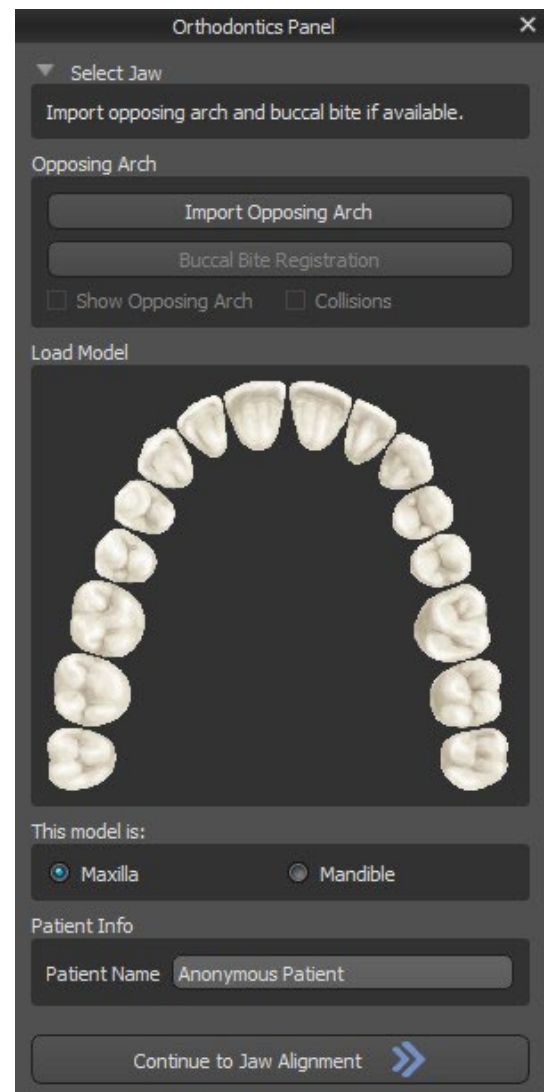 Orthodontics Panel
Select Jaw
Import opposing arch and buccal bite if available.
Opposing Arch
Import Opposing Arch
Buccal Bite Registration
Show Opposing Arch Collisions
Load Model
This model is:
Maxilla Mandible
Patient Info
Patient Name Anonymous Patient
Continue to Jaw Alignment